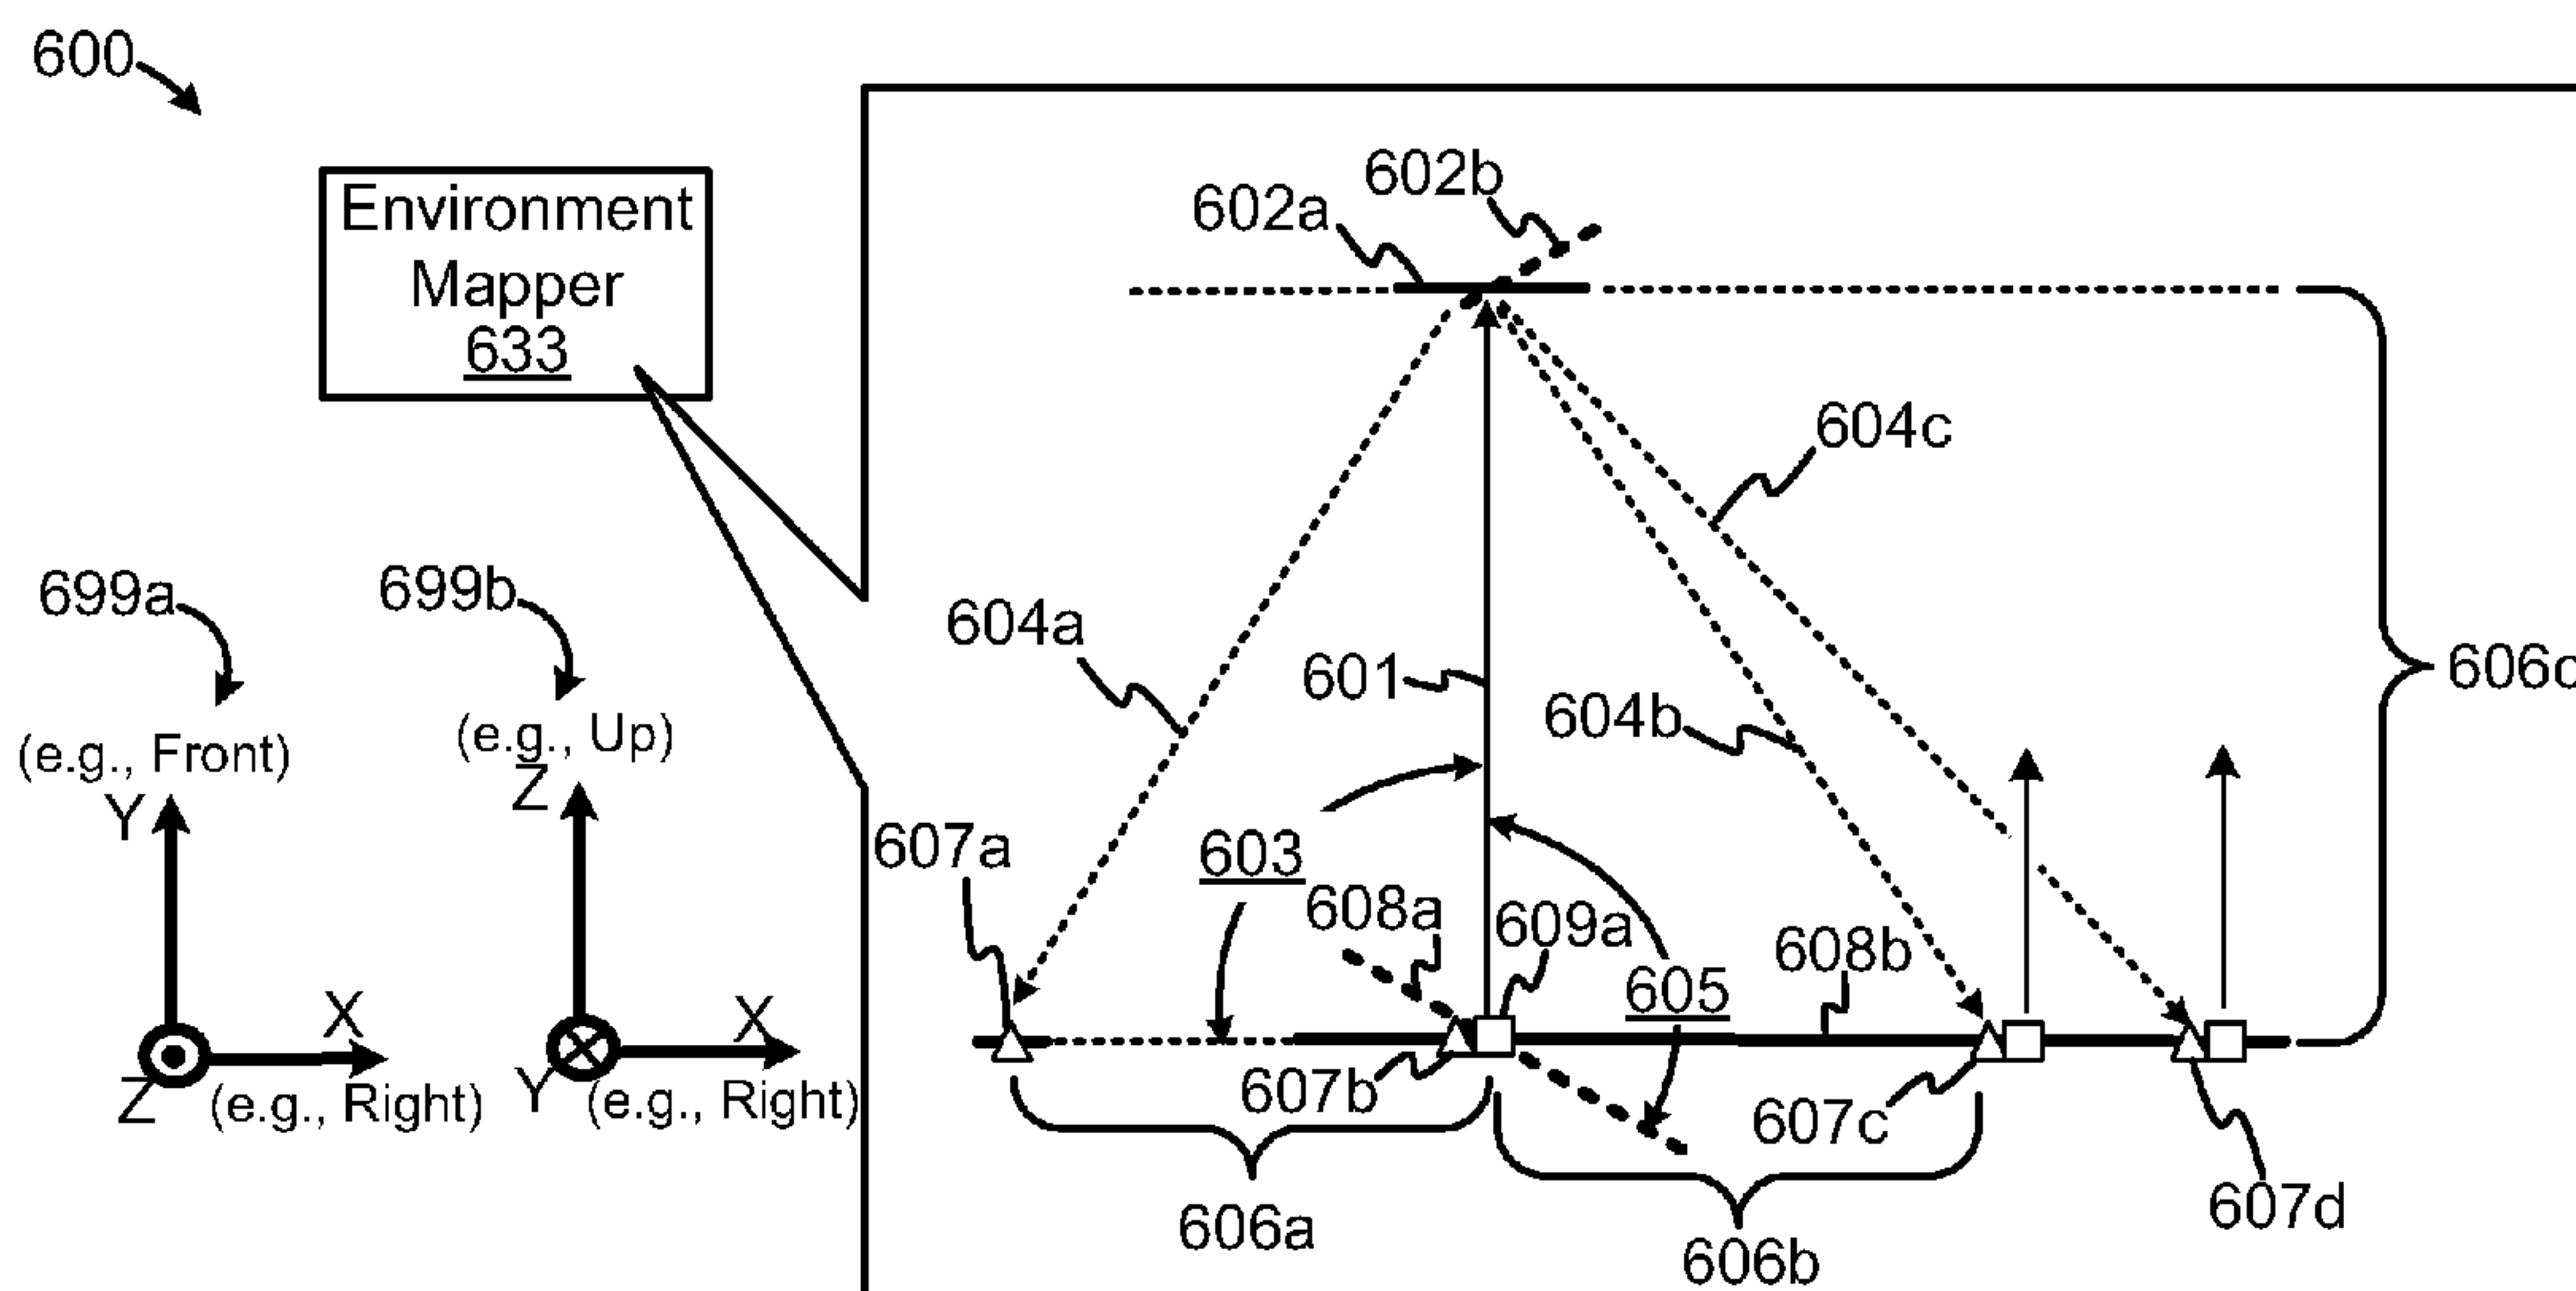 600
Environment
Mapper
633
602b
602a
604c
699a
699b
604a
601
604b
606c
(e.g., Front)
(e.g., Up)
Y
Z
607a
603
608a
609a
608b
605
X
X
Z
(e.g., Right)
Y
(e.g., Right)
607b
607c
607d
606a
606b